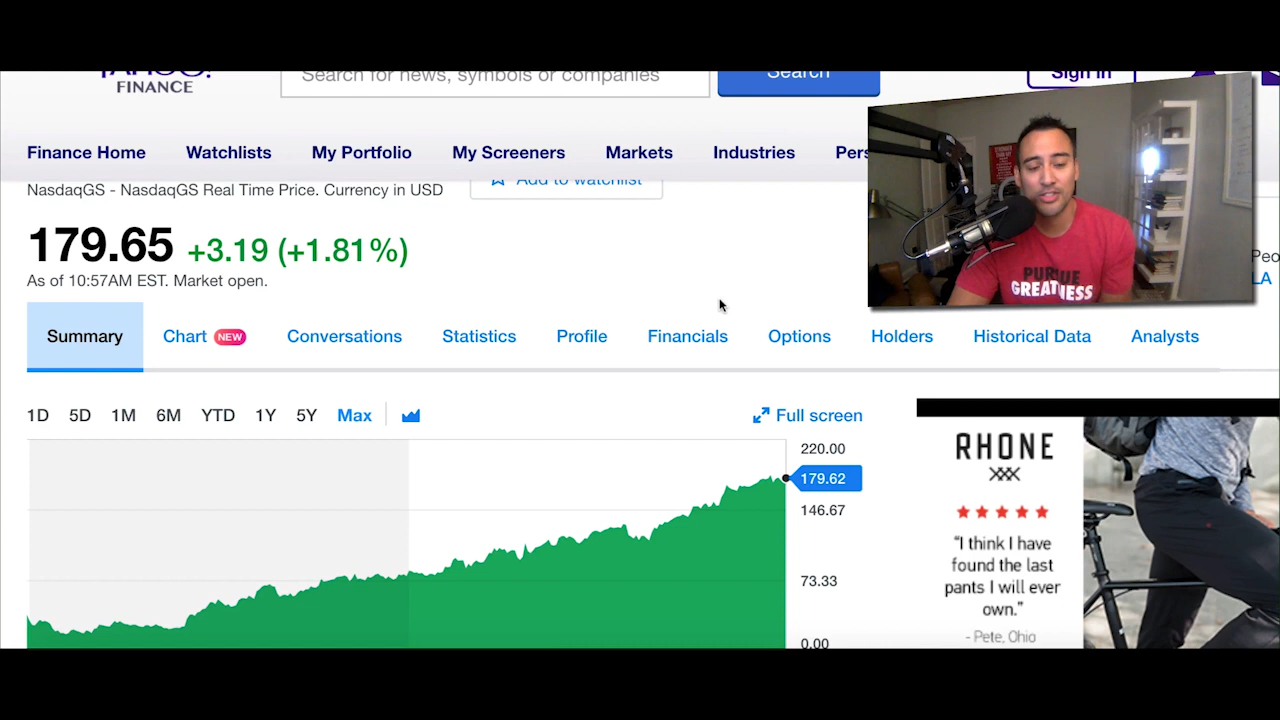 YAHOO!
FINANCE
Search for news, symbols or companies
Search
Sign in
Finance Home Watchlists My Portfolio My Screeners Markets Industries Pers
NasdaqGS - NasdaqGS Real Time Price. Currency in USD
Add to watchlist
179.65 +3.19 (+1.81%)
As of 10:57AM EST. Market open.
Peo
LA
PURSUE
GREATNESS
Summary Chart NEW Conversations Statistics Profile Financials Options Holders Historical Data Analysts
1D 5D 1M 6M YTD 1Y 5Y Max
Full screen
220.00
179.62
146.67
73.33
0.00
RHONE
"I think I have
found the last
pants I will ever
own."
- Pete, Ohio